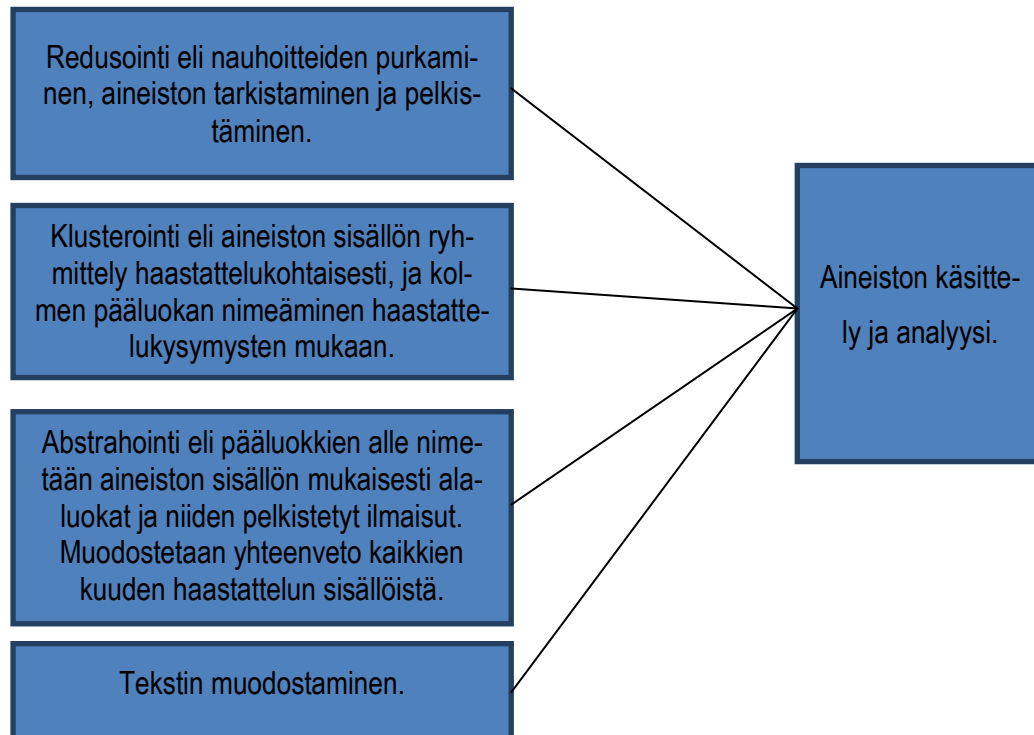 Redusointi eli nauhoitteiden purkami-
nen, aineiston tarkistaminen ja pelkis-
täminen.
Klusterointi eli aineiston sisällön ryh-
mittely haastattelukohtaisesti, ja kol-
men pääluokan nimeäminen haastatte-
lukysymysten mukaan.
Abstrahointi eli pääluokkien alle nime-
tään aineiston sisällön mukaisesti ala-
luokat ja niiden pelkistetyt ilmaisut.
Muodostetaan yhteenveto kaikkien
kuuden haastattelun sisällöistä.
Tekstin muodostaminen.
Aineiston käsitte-
ly ja analyysi.